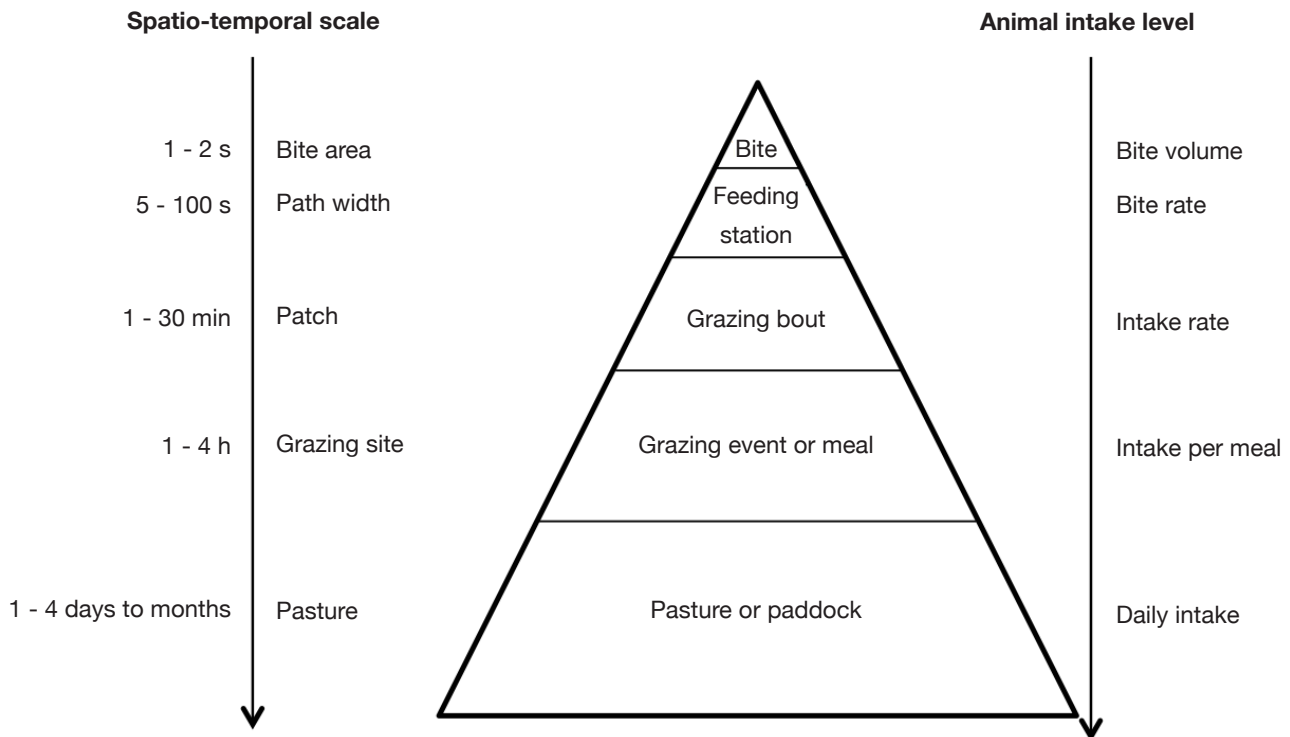 Spatio-temporal scale
Animal intake level
1 - 2 s
Bite area
Bite
Bite volume
5 - 100 s
Path width
Feeding
station
Bite rate
1 - 30 min
Patch
Grazing bout
Intake rate
1 - 4 h
Grazing site
Grazing event or meal
Intake per meal
1 - 4 days to months
Pasture
Pasture or paddock
Daily intake